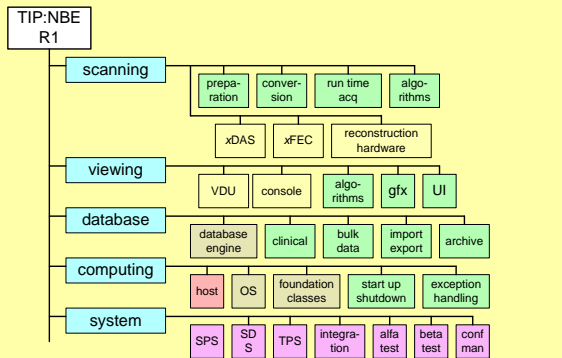 TIP:NBE
R1
scanning
prepa-
ration
conver-
sion
run time
acq
algo-
rithms
xDAS
xFEC
reconstruction
hardware
viewing
VDU
console
algo-
rithms
gfx
UI
database
database
engine
clinical
bulk
data
import
export
archive
computing
host
OS
foundation
classes
start up
shutdown
exception
handling
system
SPS
SD
S
TPS
integra-
tion
alfa
test
beta
test
conf
man